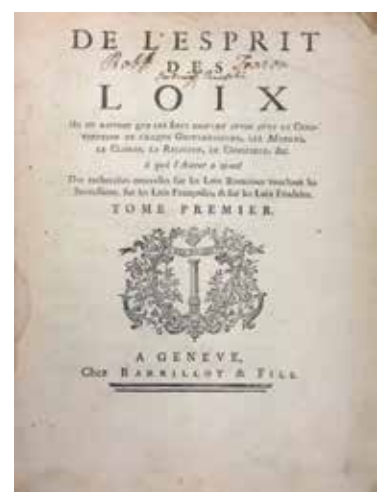 DE L'ESPRIT
DES
LOIX
OU DU RAPPORT QUE LES LOIX DOIVENT AVOIR AVEC LA CONS-
TITUTION DE CHAQUE GOUVERNEMENT, LES MOEURS,
LE CLIMAT, LA RELIGION, LE COMMERCE, &c.
à quoi l'Auteur a ajouté
Des recherches nouvelles sur les Loix Romaines touchant les
Successions, sur les Loix Françoises, & sur les Loix Féodales.
TOME PREMIER.
A GENEVE,
Chez BARRILLOT & FILS.